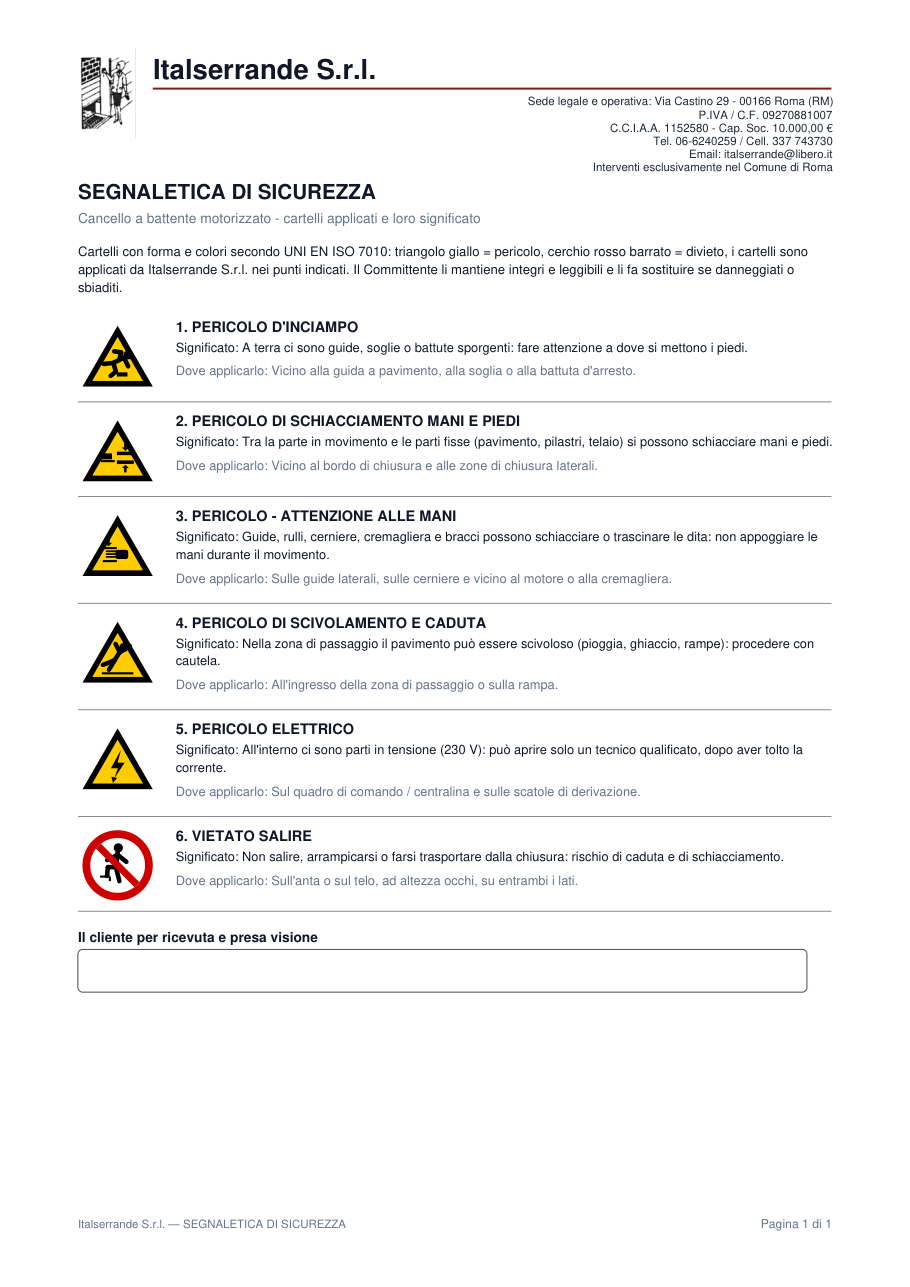 Italserrande S.r.l.
Sede legale e operativa: Via Castino 29 - 00166 Roma (RM)
P.IVA / C.F. 09270881007
C.C.I.A.A. 1152580 - Cap. Soc. 10.000,00 €
Tel. 06-6240259 / Cell. 337 743730
Email: italserrande@libero.it
Interventi esclusivamente nel Comune di Roma
SEGNALETICA DI SICUREZZA
Cancello a battente motorizzato - cartelli applicati e loro significato
Cartelli con forma e colori secondo UNI EN ISO 7010: triangolo giallo = pericolo, cerchio rosso barrato = divieto, i cartelli sono
applicati da Italserrande S.r.l. nei punti indicati. Il Committente li mantiene integri e leggibili e li fa sostituire se danneggiati o
sbiaditi.
1. PERICOLO D'INCIAMPO
Significato: A terra ci sono guide, soglie o battute sporgenti: fare attenzione a dove si mettono i piedi.
Dove applicarlo: Vicino alla guida a pavimento, alla soglia o alla battuta d'arresto.
2. PERICOLO DI SCHIACCIAMENTO MANI E PIEDI
Significato: Tra la parte in movimento e le parti fisse (pavimento, pilastri, telaio) si possono schiacciare mani e piedi.
Dove applicarlo: Vicino al bordo di chiusura e alle zone di chiusura laterali.
3. PERICOLO - ATTENZIONE ALLE MANI
Significato: Guide, rulli, cerniere, cremagliera e bracci possono schiacciare o trascinare le dita: non appoggiare le
mani durante il movimento.
Dove applicarlo: Sulle guide laterali, sulle cerniere e vicino al motore o alla cremagliera.
4. PERICOLO DI SCIVOLAMENTO E CADUTA
Significato: Nella zona di passaggio il pavimento può essere scivoloso (pioggia, ghiaccio, rampe): procedere con
cautela.
Dove applicarlo: All'ingresso della zona di passaggio o sulla rampa.
5. PERICOLO ELETTRICO
Significato: All'interno ci sono parti in tensione (230 V): può aprire solo un tecnico qualificato, dopo aver tolto la
corrente.
Dove applicarlo: Sul quadro di comando / centralina e sulle scatole di derivazione.
6. VIETATO SALIRE
Significato: Non salire, arrampicarsi o farsi trasportare dalla chiusura: rischio di caduta e di schiacciamento.
Dove applicarlo: Sull'anta o sul telo, ad altezza occhi, su entrambi i lati.
Il cliente per ricevuta e presa visione
Italserrande S.r.l. — SEGNALETICA DI SICUREZZA
Pagina 1 di 1